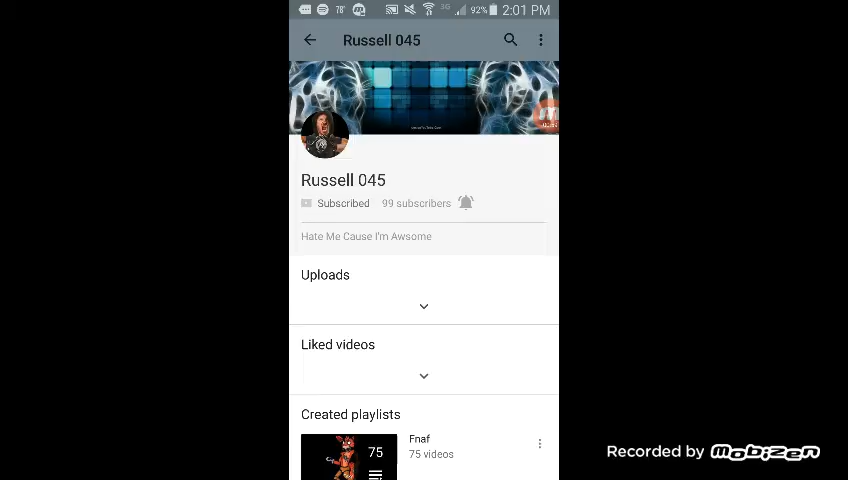 78° 3G 92% 2:01 PM
Russell 045
Russell 045
Subscribed 99 subscribers
Hate Me Cause I'm Awsome
Uploads
Liked videos
Created playlists
75
Fnaf
75 videos
Recorded by mobizen